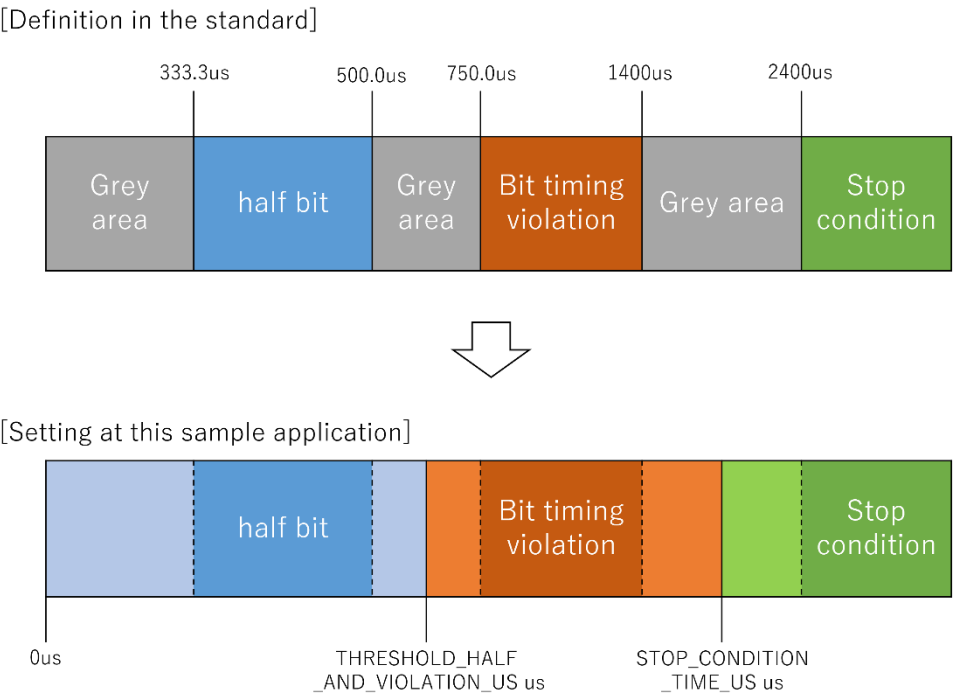 [Definition in the standard]
333.3us 500.0us 750.0us 1400us 2400us
Grey area
half bit
Grey area
Bit timing violation
Grey area
Stop condition
[Setting at this sample application]
half bit
Bit timing violation
Stop condition
0us
THRESHOLD_HALF
_AND_VIOLATION_US us
STOP_CONDITION
_TIME_US us